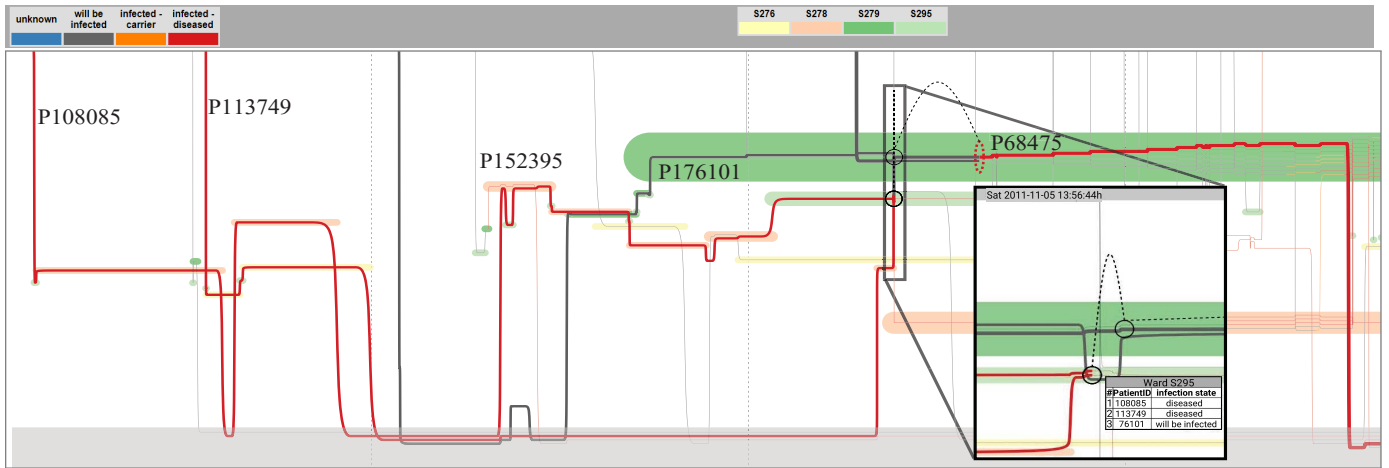 unknown
will be
infected
infected -
carrier
infected -
diseased
S276
S278
S279
S295
P108085
P113749
P152395
P176101
P68475
Sat 2011-11-05 13:56:44h
Ward S295
# PatientID infection state
1 108085 diseased
2 113749 diseased
3 76101 will be infected